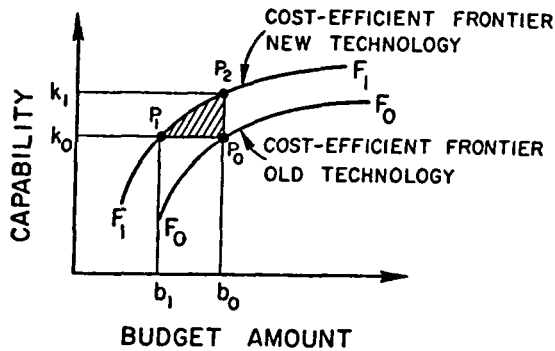 COST-EFFICIENT FRONTIER
NEW TECHNOLOGY
P₂
F₁
k₁
P₁
F₀
k₀
P₀
COST-EFFICIENT FRONTIER
OLD TECHNOLOGY
CAPABILITY
F₁
F₀
b₁ b₀
BUDGET AMOUNT